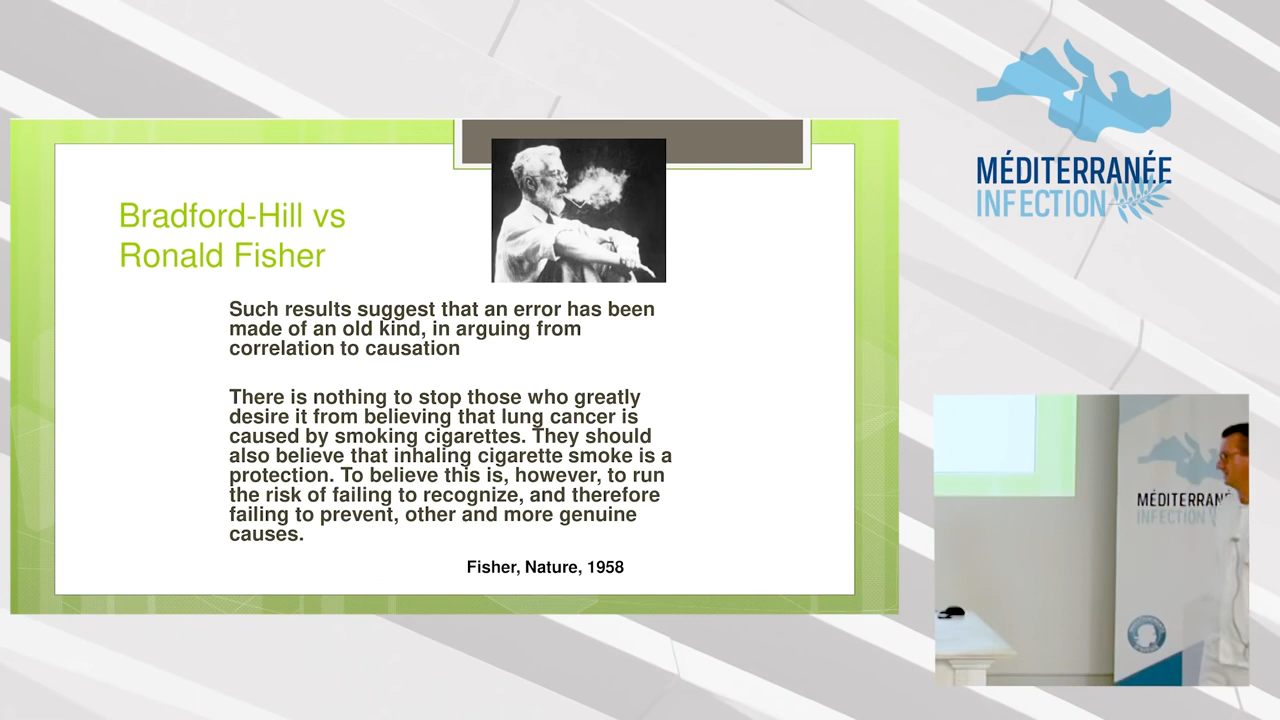 Bradford-Hill vs
Ronald Fisher
Such results suggest that an error has been
made of an old kind, in arguing from
correlation to causation
There is nothing to stop those who greatly
desire it from believing that lung cancer is
caused by smoking cigarettes. They should
also believe that inhaling cigarette smoke is a
protection. To believe this is, however, to run
the risk of failing to recognize, and therefore
failing to prevent, other and more genuine
causes.
Fisher, Nature, 1958
MÉDITERRANÉE
INFECTION
MÉDITERRANÉ
INFECTION